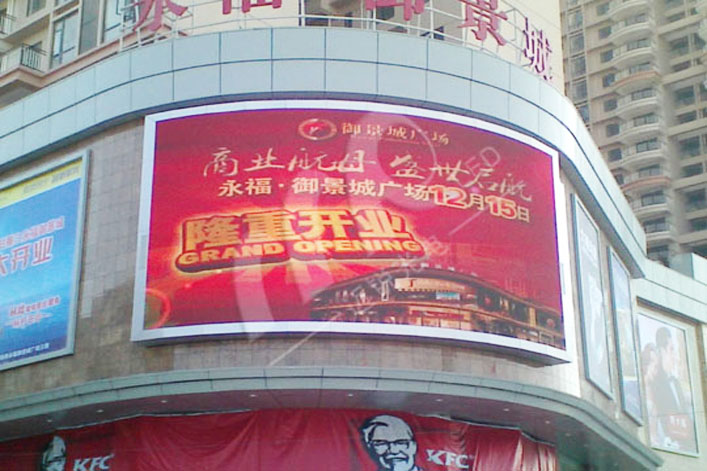 永福·御景城
御景城广场
商业航母 盛世启航
永福·御景城广场12月15日
隆重开业
GRAND OPENING
大开业
KFC
KFC